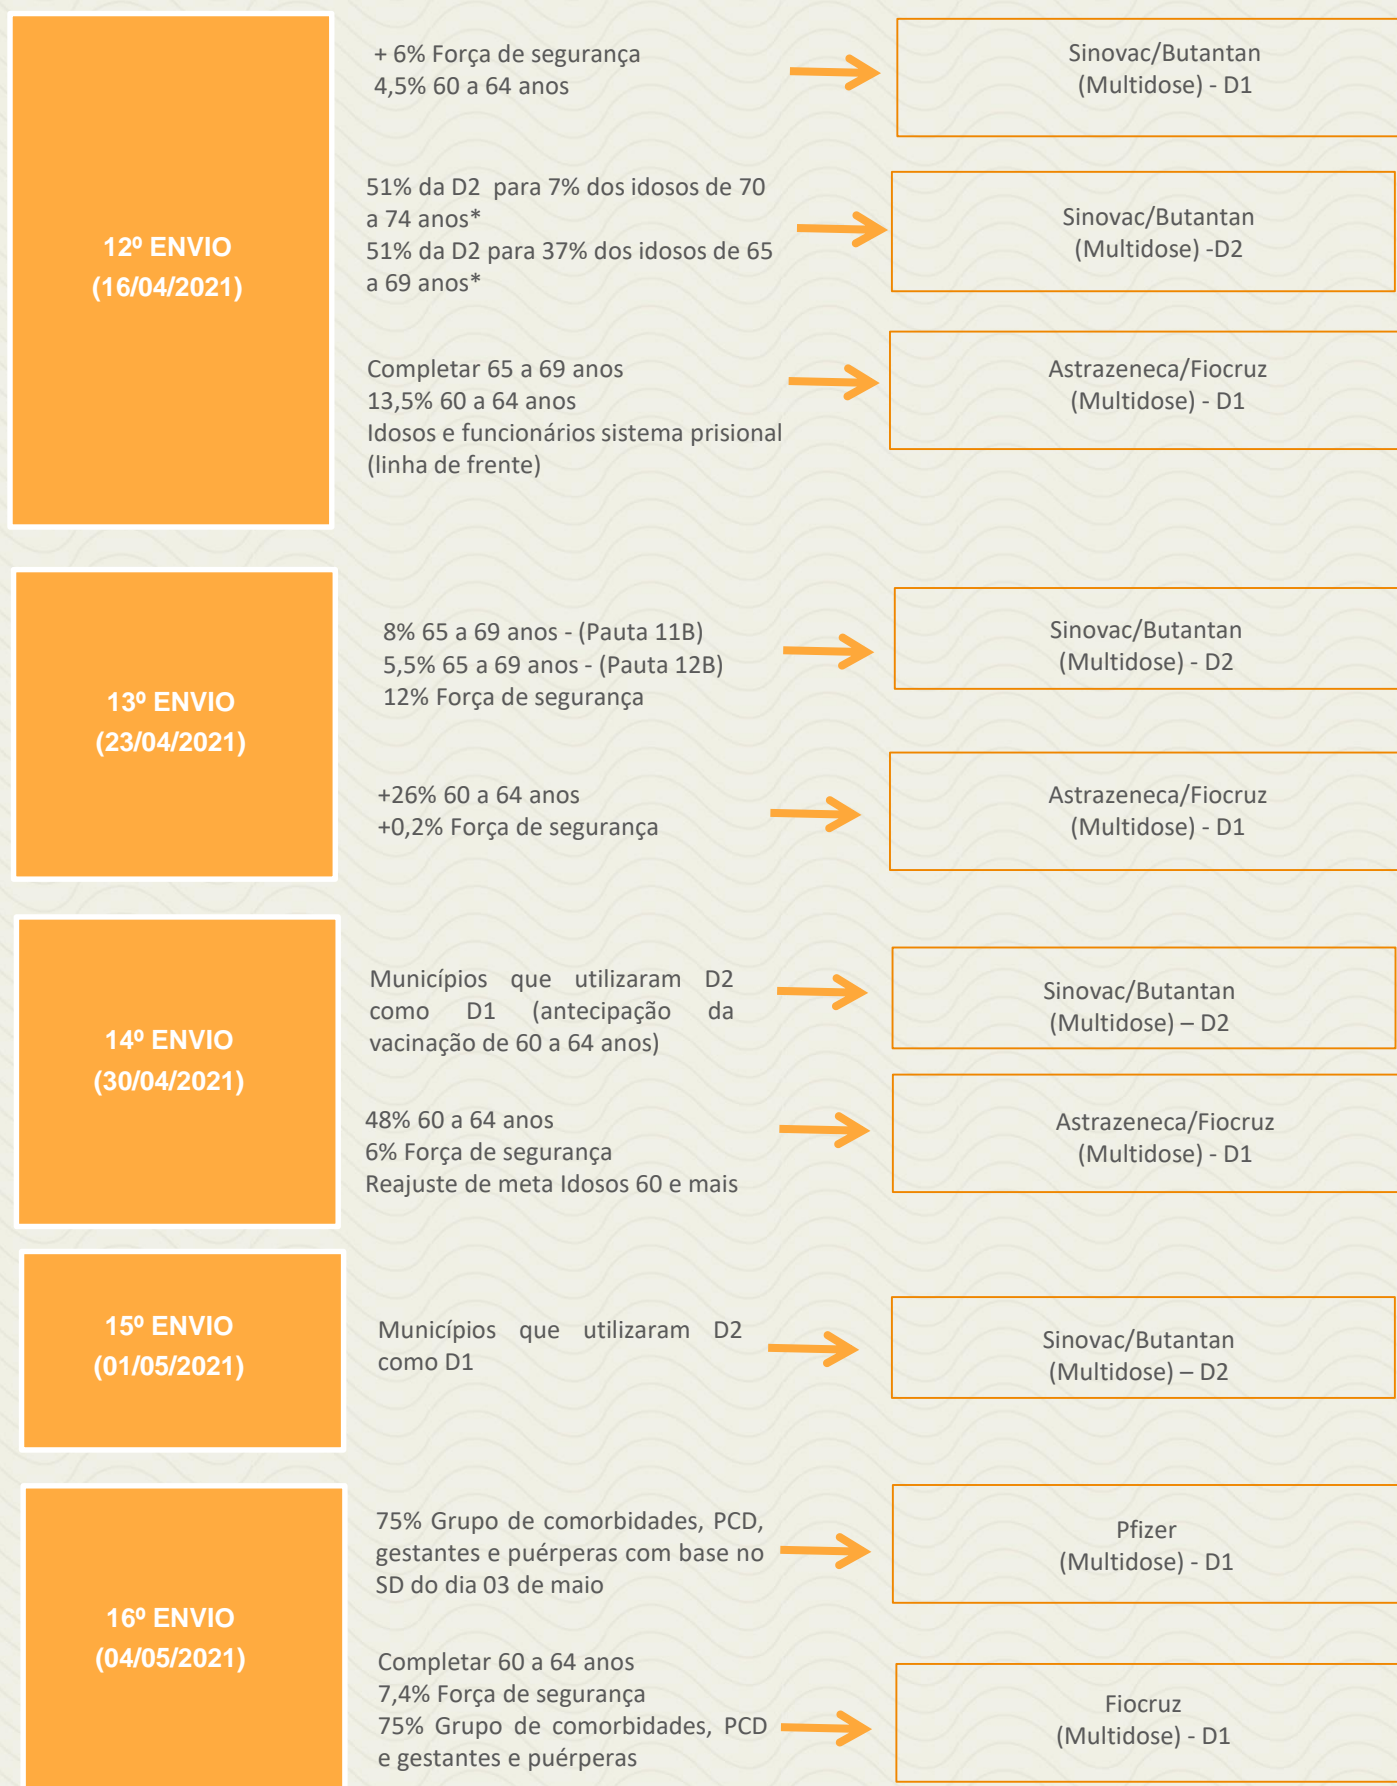 12º ENVIO
(16/04/2021)
+ 6% Força de segurança
4,5% 60 a 64 anos
Sinovac/Butantan
(Multidose) - D1
51% da D2 para 7% dos idosos de 70
a 74 anos*
51% da D2 para 37% dos idosos de 65
a 69 anos*
Sinovac/Butantan
(Multidose) -D2
Completar 65 a 69 anos
13,5% 60 a 64 anos
Idosos e funcionários sistema prisional
(linha de frente)
Astrazeneca/Fiocruz
(Multidose) - D1
13º ENVIO
(23/04/2021)
8% 65 a 69 anos - (Pauta 11B)
5,5% 65 a 69 anos - (Pauta 12B)
12% Força de segurança
Sinovac/Butantan
(Multidose) - D2
+26% 60 a 64 anos
+0,2% Força de segurança
Astrazeneca/Fiocruz
(Multidose) - D1
14º ENVIO
(30/04/2021)
Municípios que utilizaram D2
como D1 (antecipação da
vacinação de 60 a 64 anos)
Sinovac/Butantan
(Multidose) – D2
48% 60 a 64 anos
6% Força de segurança
Reajuste de meta Idosos 60 e mais
Astrazeneca/Fiocruz
(Multidose) - D1
15º ENVIO
(01/05/2021)
Municípios que utilizaram D2
como D1
Sinovac/Butantan
(Multidose) – D2
16º ENVIO
(04/05/2021)
75% Grupo de comorbidades, PCD,
gestantes e puérperas com base no
SD do dia 03 de maio
Pfizer
(Multidose) - D1
Completar 60 a 64 anos
7,4% Força de segurança
75% Grupo de comorbidades, PCD
e gestantes e puérperas
Fiocruz
(Multidose) - D1